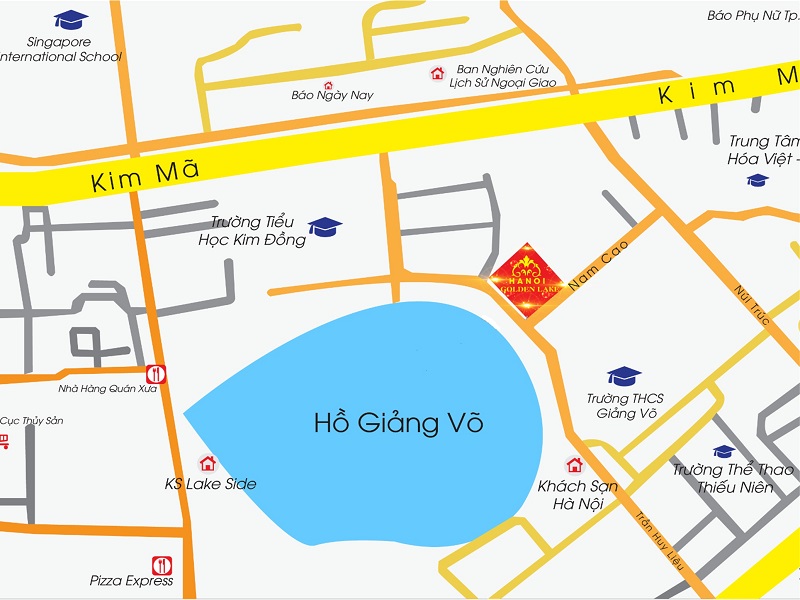 Báo Phụ Nữ Tp.
Singapore
International School
Ban Nghiên Cứu
Lịch Sử Ngoại Giao
Báo Ngày Nay
Kim M
Kim Mã
Trung Tâm
Hóa Việt -
Trường Tiểu
Học Kim Đồng
HANOI
GOLDEN LAKE
Nam Cao
Núi Trúc
Nhà Hàng Quán Xưa
Trường THCS
Giảng Võ
Cục Thủy Sản
Hồ Giảng Võ
KS Lake Side
Khách Sạn
Hà Nội
Trường Thể Thao
Thiếu Niên
Trần Huy Liệu
Pizza Express